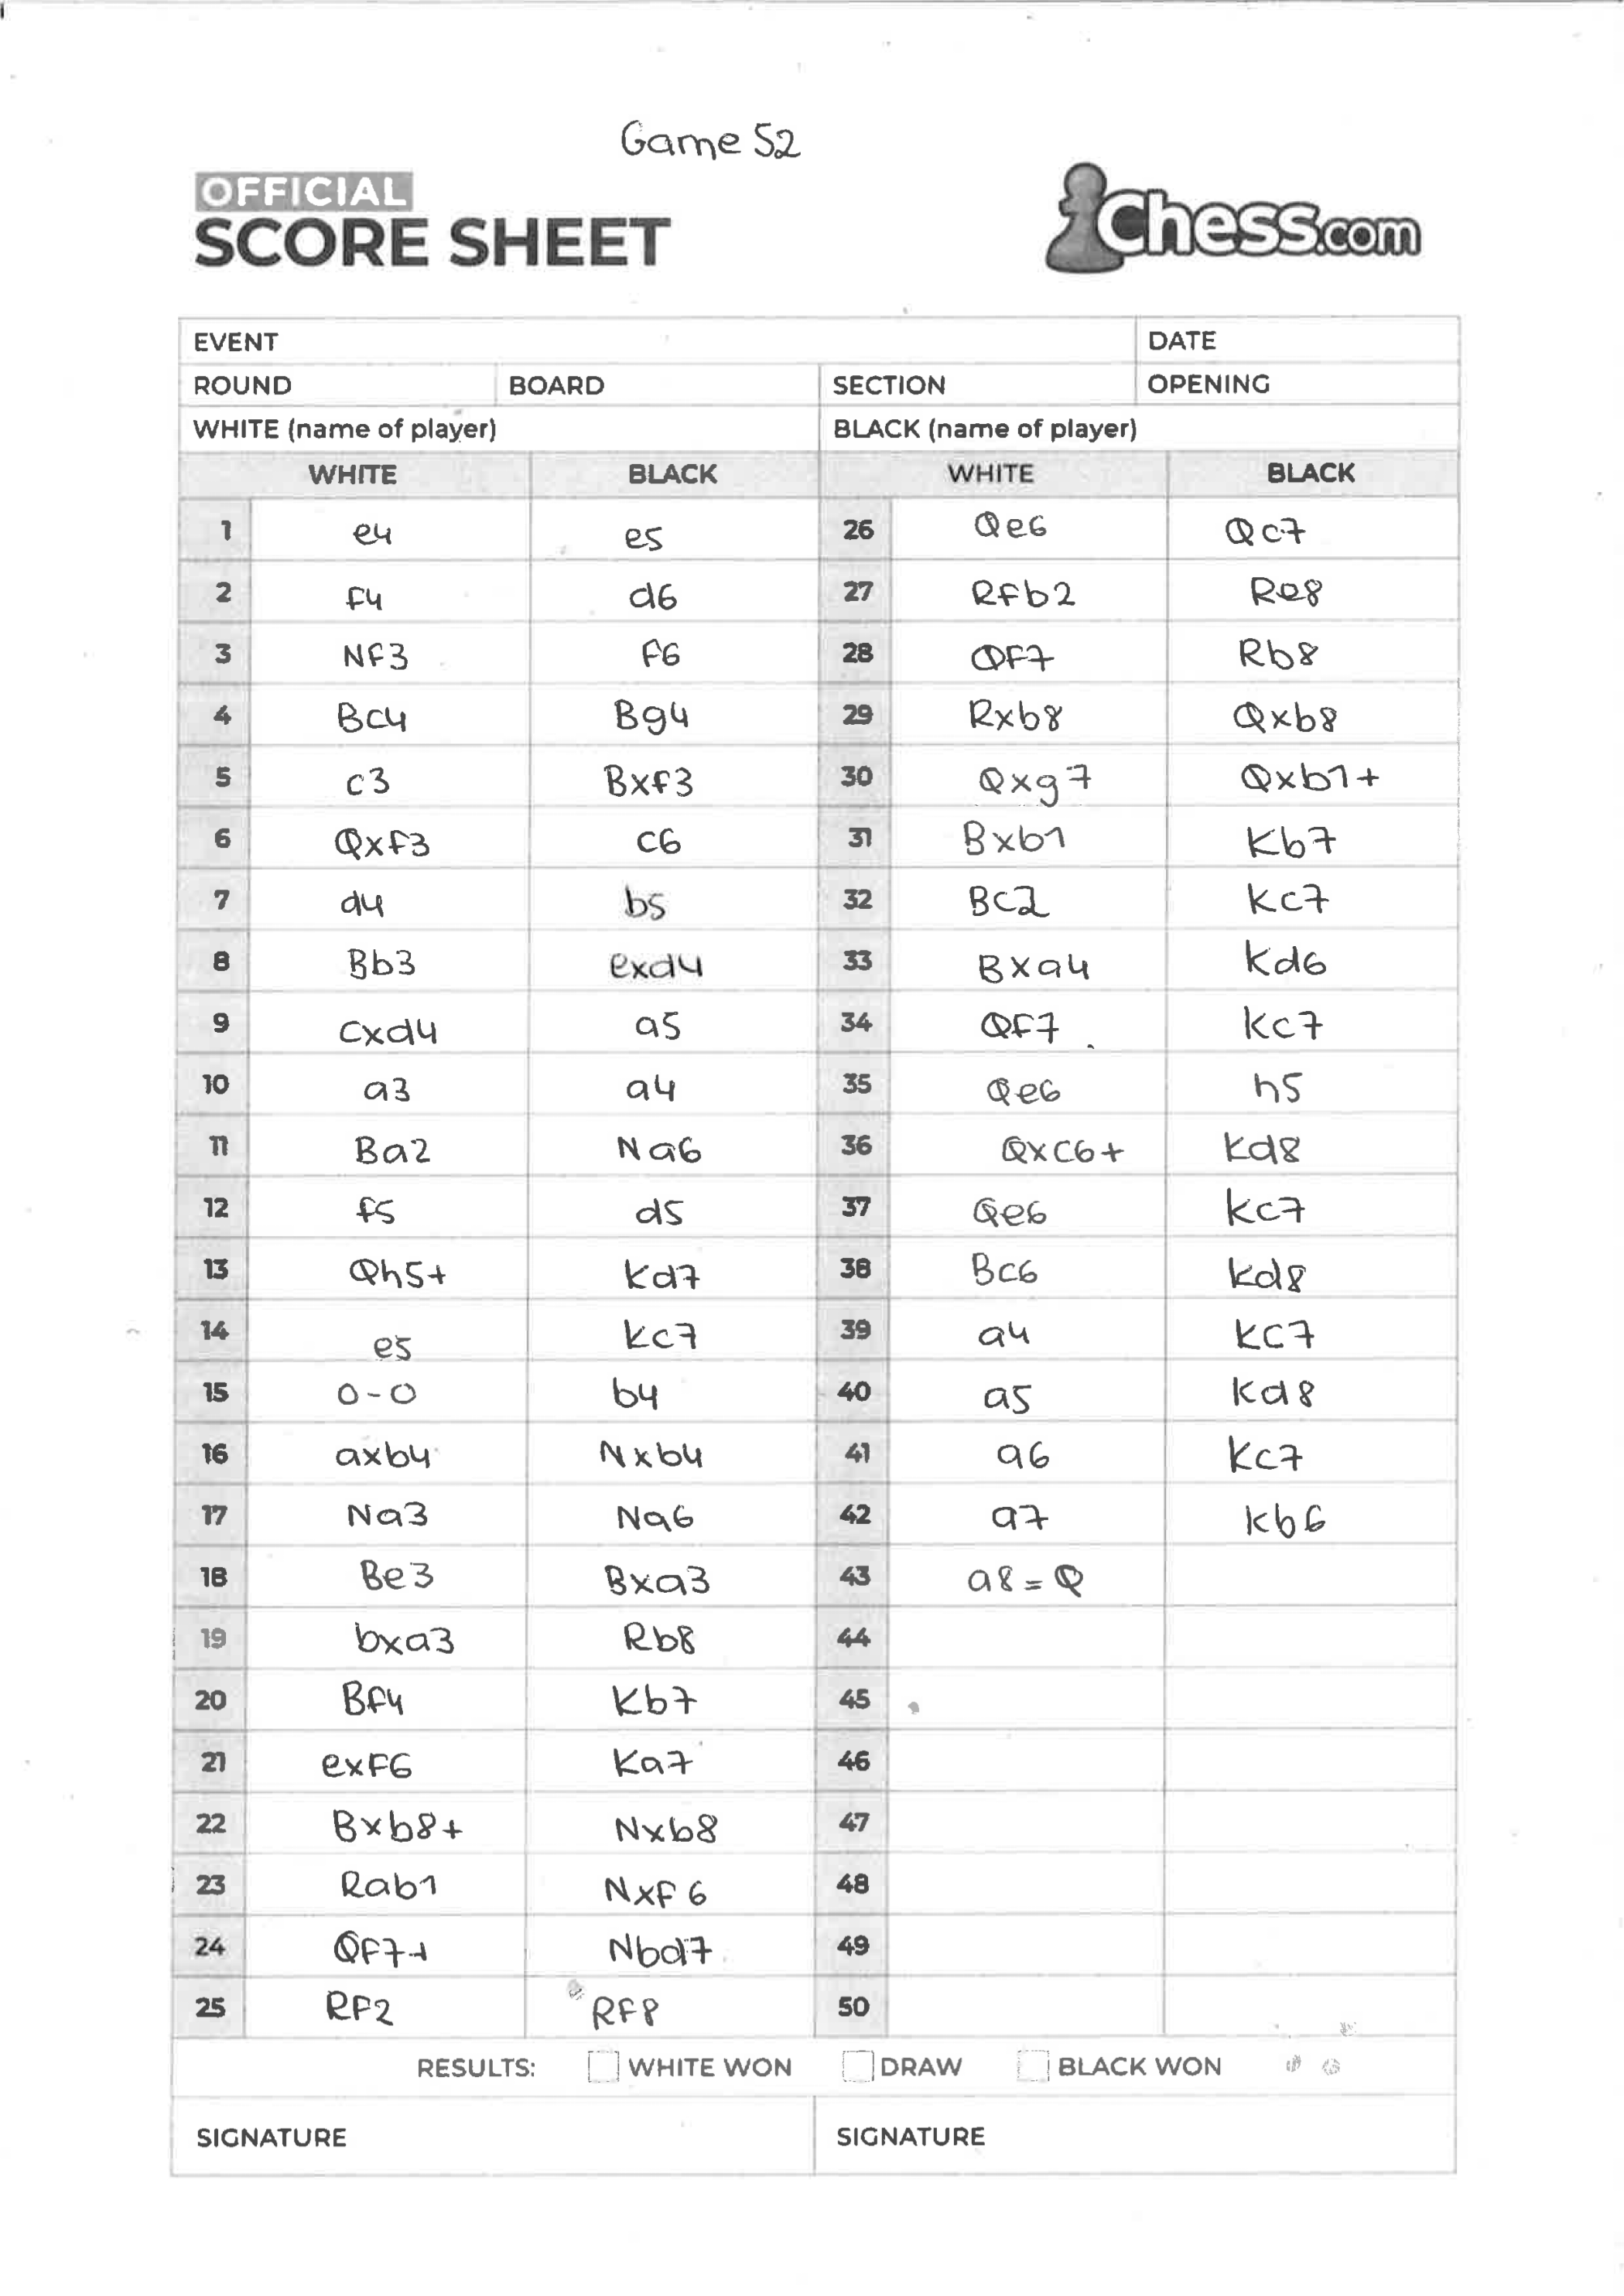 Game 52
OFFICIAL
SCORE SHEET
Chess.com
EVENT DATE
ROUND BOARD SECTION OPENING
WHITE (name of player) BLACK (name of player)
WHITE BLACK WHITE BLACK
1 e4 e5 26 Qe6 Qc7
2 f4 d6 27 RFb2 Re8
3 NF3 F6 28 QF7 Rb8
4 Bc4 Bg4 29 Rxb8 Qxb8
5 c3 Bxf3 30 Qxg7 Qxb1+
6 QxF3 c6 31 Bxb1 Kb7
7 d4 b5 32 BC2 Kc7
8 Bb3 exd4 33 Bxa4 Kd6
9 cxd4 a5 34 QF7 Kc7
10 a3 a4 35 Qe6 h5
11 Ba2 Na6 36 QxC6+ Kd8
12 f5 d5 37 Qe6 Kc7
13 Qh5+ Kd7 38 Bc6 Kd8
14 e5 Kc7 39 a4 KC7
15 0-0 b4 40 a5 Kd8
16 axb4 Nxb4 41 a6 Kc7
17 Na3 Na6 42 a7 Kb6
18 Be3 Bxa3 43 a8=Q
19 bxa3 Rb8 44
20 BF4 Kb7 45
21 exF6 Ka7 46
22 Bxb8+ Nxb8 47
23 Rab1 NxF6 48
24 QF7+ Nbd7 49
25 RF2 RF8 50
RESULTS: WHITE WON DRAW BLACK WON
SIGNATURE SIGNATURE